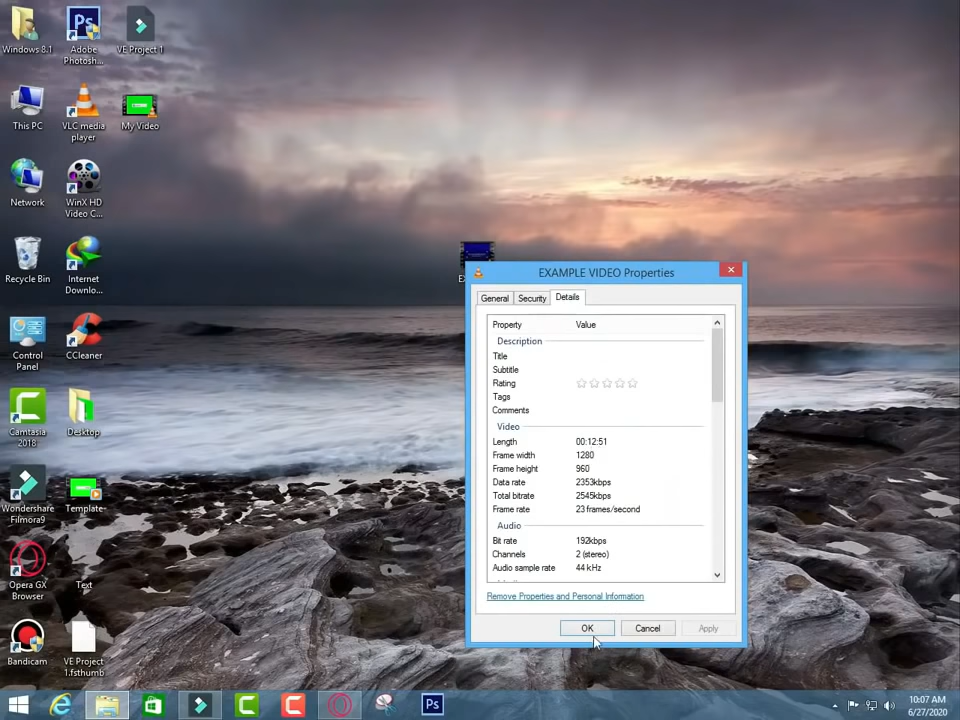 Windows 8.1
Adobe
Photosh...
VE Project 1
This PC
VLC media
player
My Video
Network
WinX HD
Video C...
Recycle Bin
Internet
Downlo...
Control
Panel
CCleaner
Camtasia
2018
Desktop
Wondershare
Filmora9
Template
Opera GX
Browser
Text
Bandicam
VE Project
1.fsthumb
Ps
EXAMPLE VIDEO Properties
General
Security
Details
Property Value
Description
Title
Subtitle
Rating
Tags
Comments
Video
Length 00:12:51
Frame width 1280
Frame height 960
Data rate 2353kbps
Total bitrate 2545kbps
Frame rate 23 frames/second
Audio
Bit rate 192kbps
Channels 2 (stereo)
Audio sample rate 44 kHz
Remove Properties and Personal Information
OK
Cancel
Apply
Ps
10:07 AM
6/27/2020